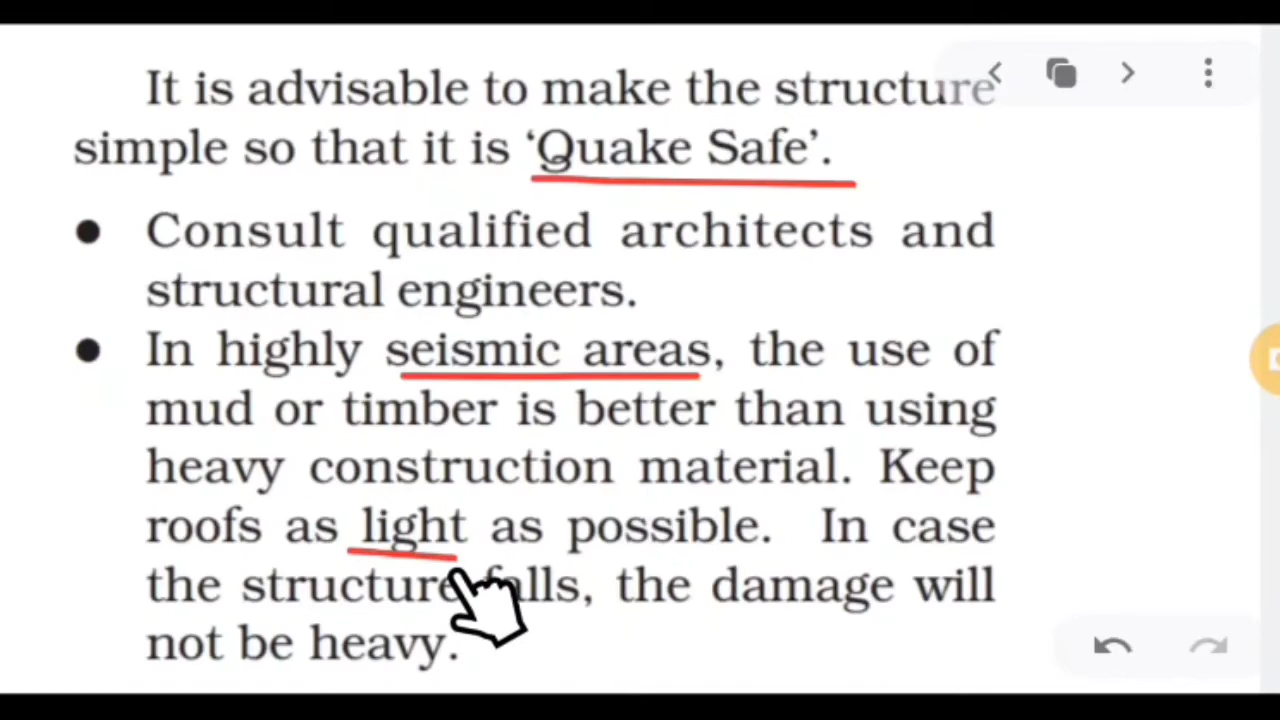 It is advisable to make the structure
simple so that it is ‘Quake Safe’.
● Consult qualified architects and
structural engineers.
● In highly seismic areas, the use of
mud or timber is better than using
heavy construction material. Keep
roofs as light as possible. In case
the structure falls, the damage will
not be heavy.